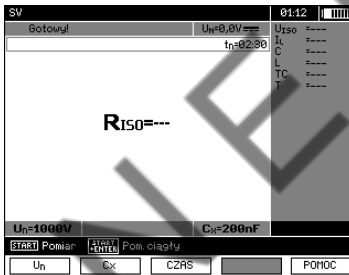 SV 01:12
Gotowy! UN=0,0V UISO =---
tn=02:30 IL =---
C =---
L =---
TC =---
T =---
RISO=---
Un=1000V CX=200nF
START Pomiar START +ENTER Pom. ciągły
Un Cx CZAS POMOC